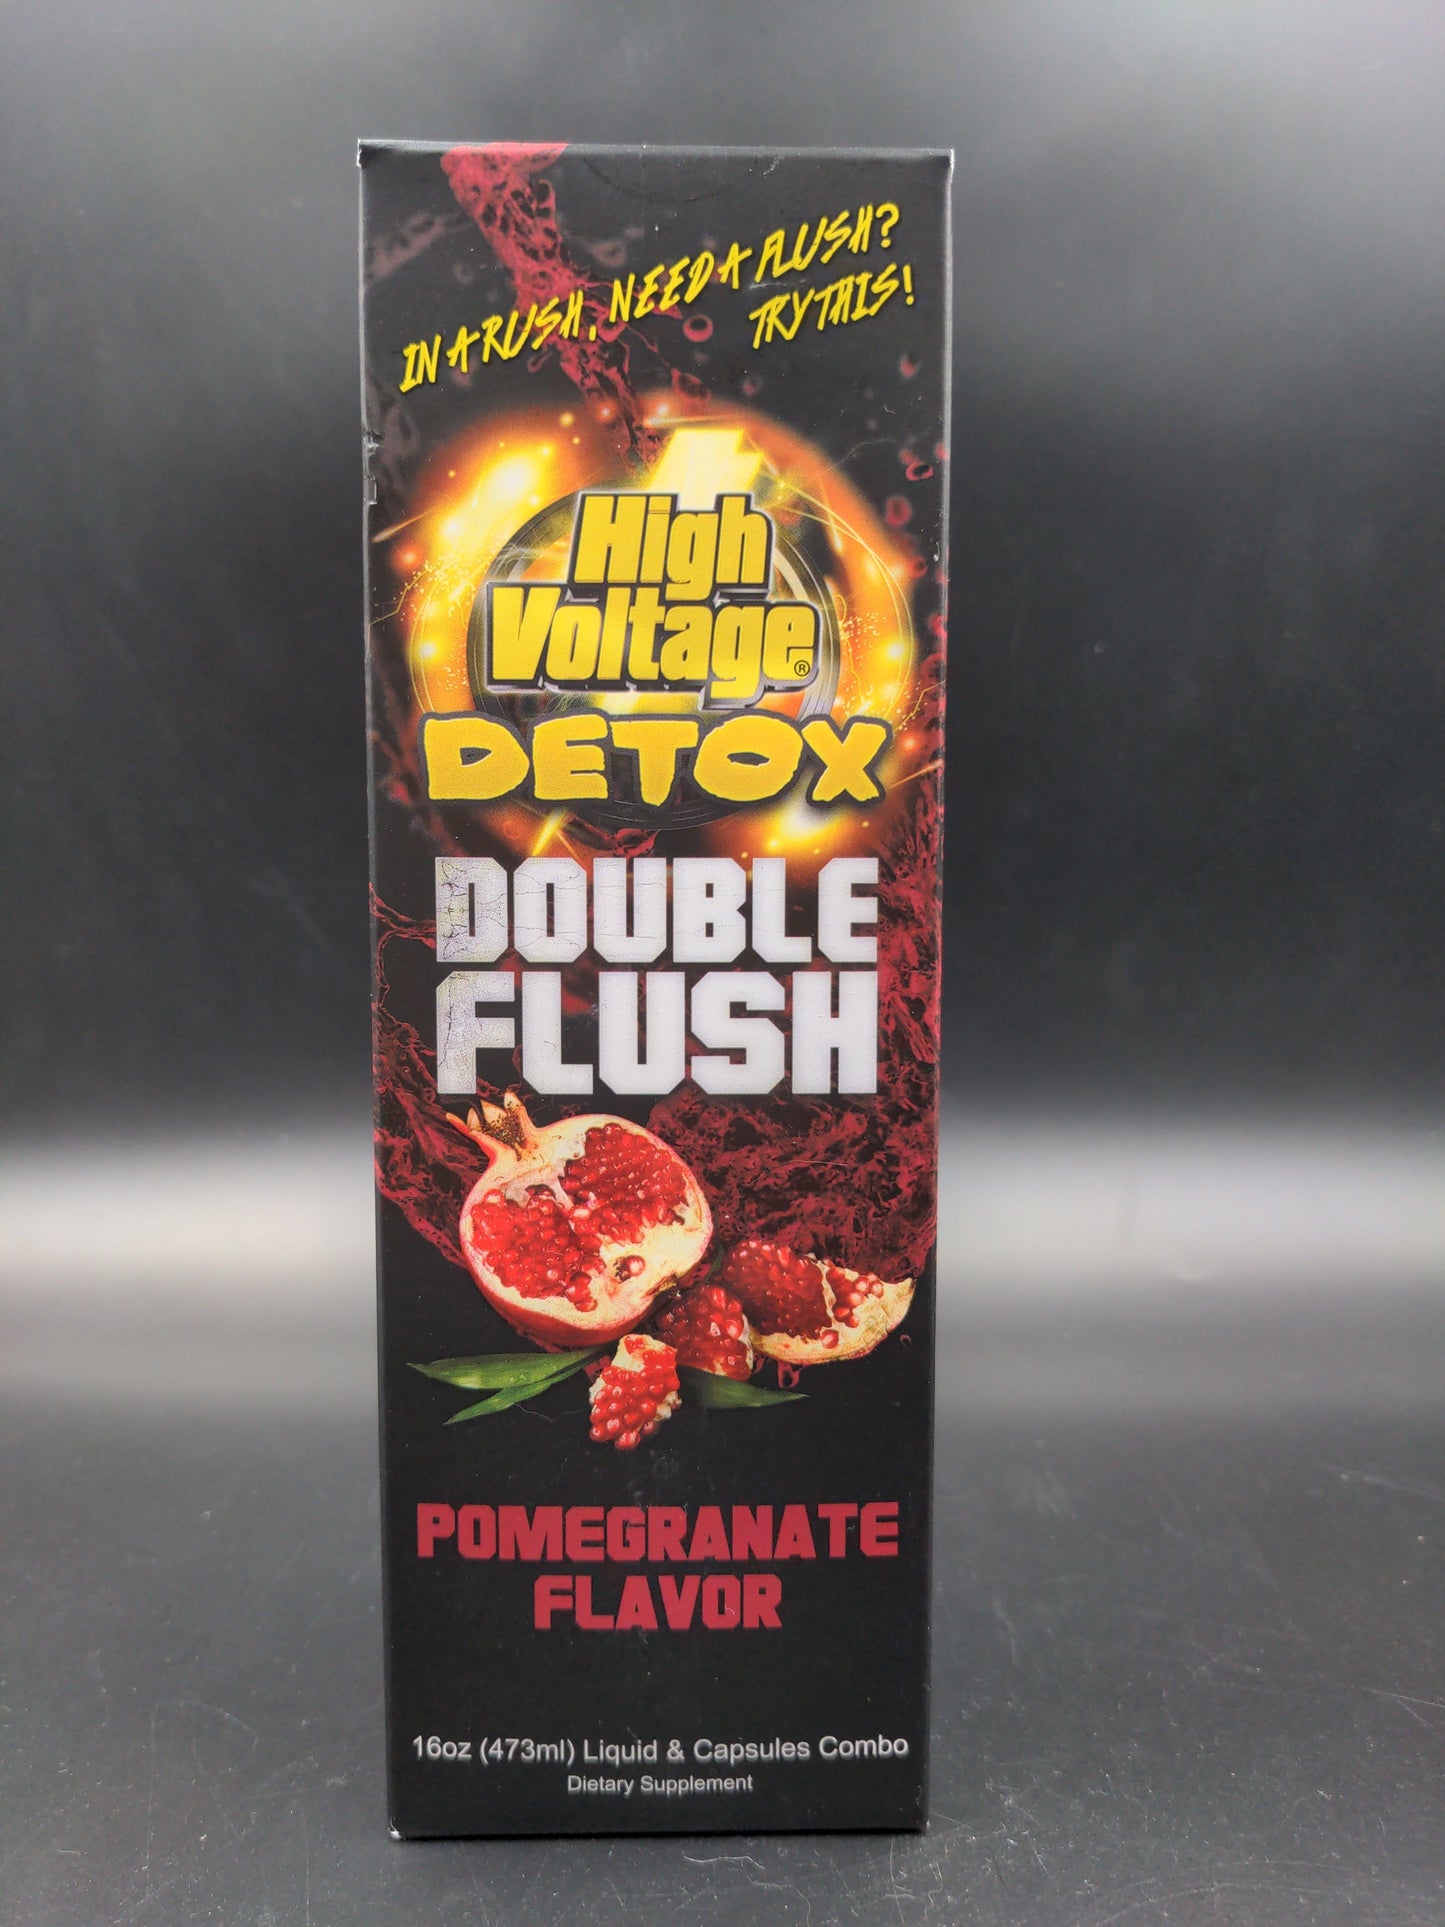 IN A RUSH, NEED A FLUSH?
TRY THIS!
High
Voltage®
DETOX
DOUBLE
FLUSH
POMEGRANATE
FLAVOR
16oz (473ml) Liquid & Capsules Combo
Dietary Supplement